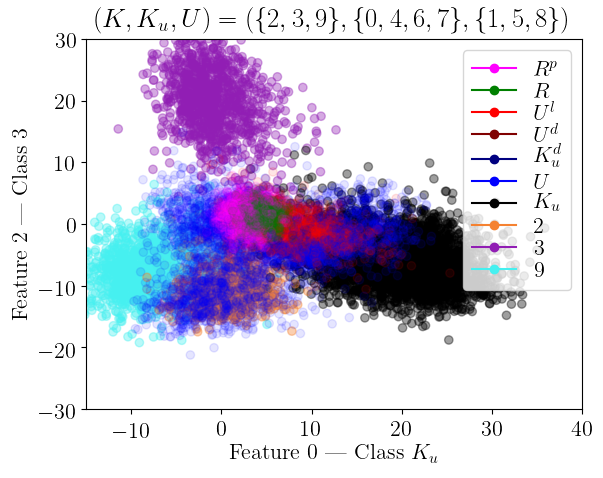 (K, K_u, U) = ({2, 3, 9}, {0, 4, 6, 7}, {1, 5, 8})
30
20
10
0
−10
−20
−30
Feature 2 — Class 3
R^p
R
U^l
U^d
K_u^d
U
K_u
2
3
9
−10
0
10
20
30
40
Feature 0 — Class K_u